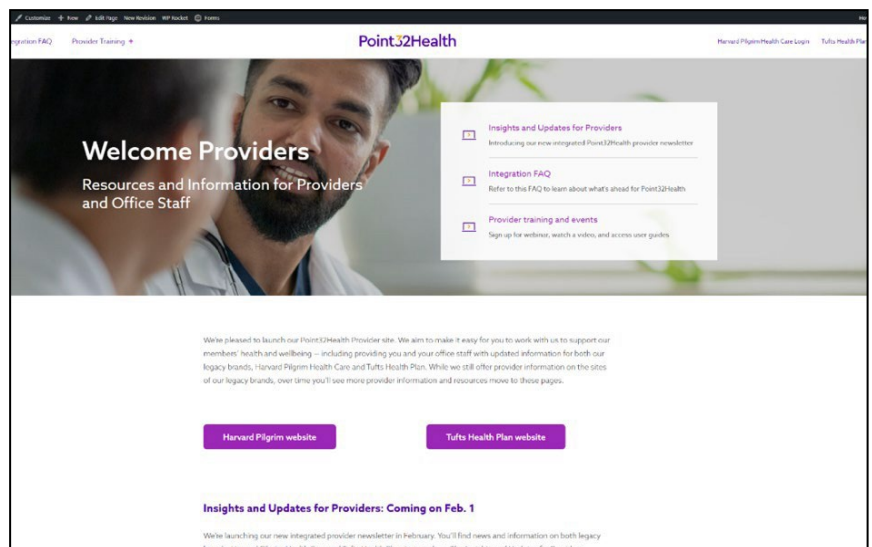 Customize + New Edit Page New Revision WP Rocket Forms
Integration FAQ Provider Training + Point32Health Harvard Pilgrim Health Care Login Tufts Health Plan
Welcome Providers
Resources and Information for Providers
and Office Staff
Insights and Updates for Providers
Introducing our new integrated Point32Health provider newsletter
Integration FAQ
Refer to this FAQ to learn about what's ahead for Point32Health
Provider training and events
Sign up for webinar, watch a video, and access user guides
We're pleased to launch our Point32Health Provider site. We aim to make it easy for you to work with us to support our
members' health and wellbeing – including providing you and your office staff with updated information for both our
legacy brands, Harvard Pilgrim Health Care and Tufts Health Plan. While we still offer provider information on the sites
of our legacy brands, over time you'll see more provider information and resources move to these pages.
Harvard Pilgrim website Tufts Health Plan website
Insights and Updates for Providers: Coming on Feb. 1
We're launching our new integrated provider newsletter in February. You'll find news and information on both legacy